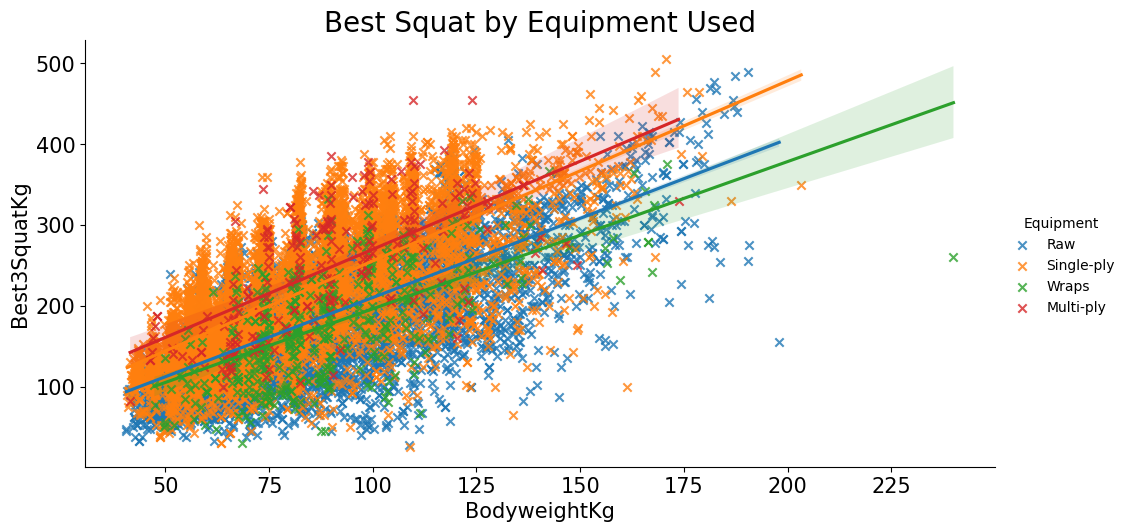 Best Squat by Equipment Used
Best3SquatKg
500
400
300
200
100
50
75
100
125
150
175
200
225
BodyweightKg
Equipment
Raw
Single-ply
Wraps
Multi-ply